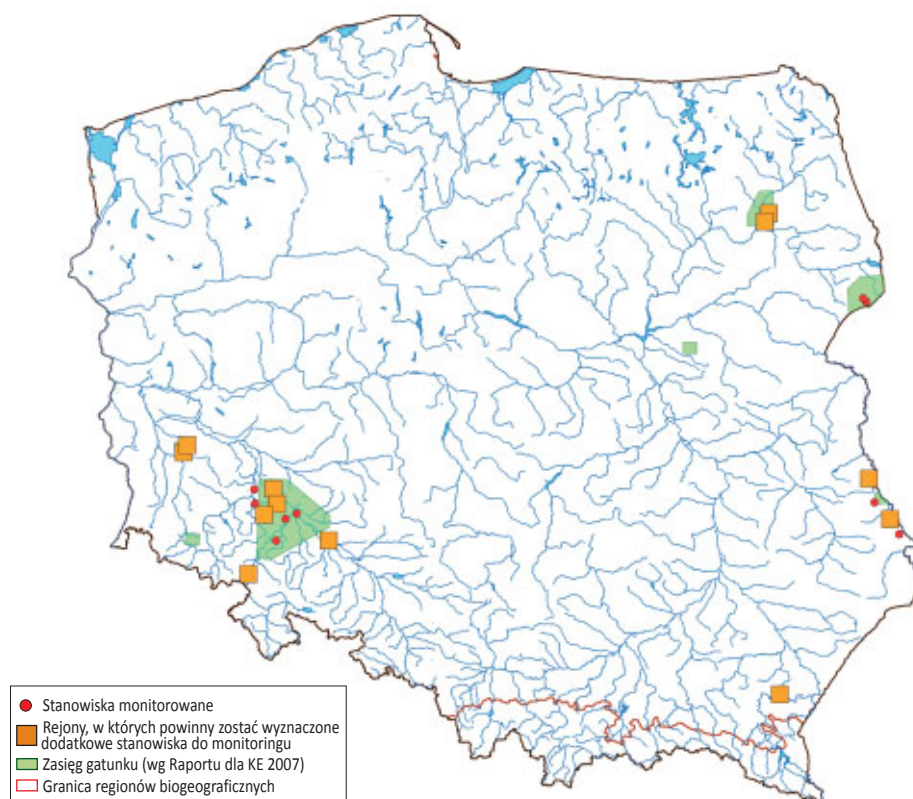 Stanowiska monitorowane
Rejony, w których powinny zostać wyznaczone
dodatkowe stanowiska do monitoringu
Zasięg gatunku (wg Raportu dla KE 2007)
Granica regionów biogeograficznych